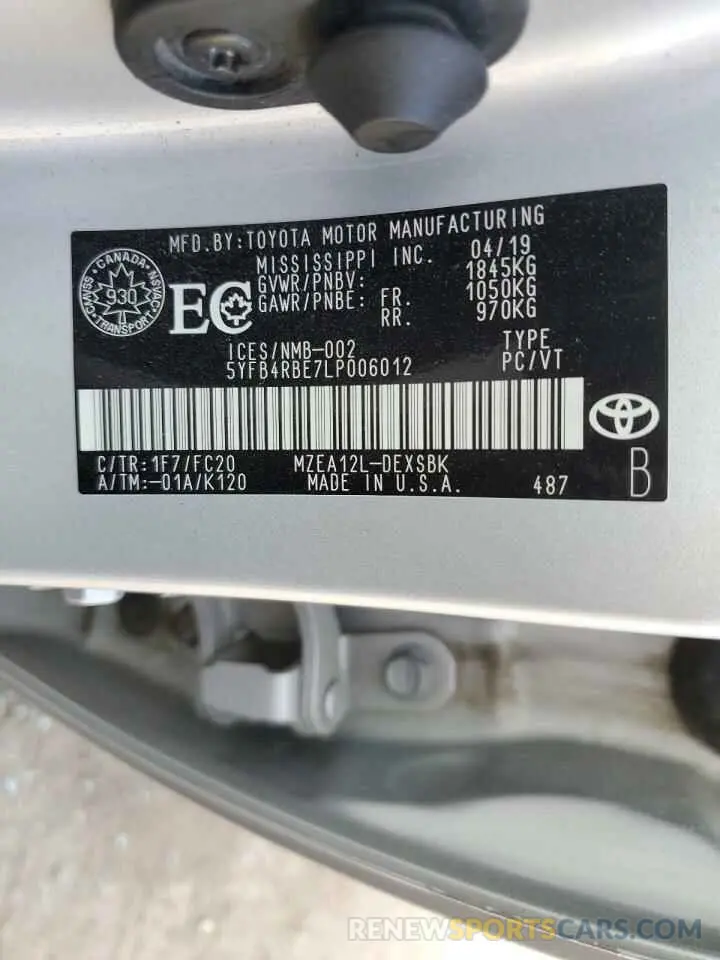 MFD.BY:TOYOTA MOTOR MANUFACTURING
MISSISSIPPI INC. 04/19
GVWR/PNBV: 1845KG
GAWR/PNBE: FR. 1050KG
RR. 970KG
CANADA
CMVSS
930
NSVAC
TRANSPORT
EC
ICES/NMB-002
TYPE
5YFB4RBE7LP006012
PC/VT
C/TR:1F7/FC20
MZEA12L-DEXSBK
A/TM:-01A/K120
MADE IN U.S.A.
487
B
RENEWSPORTSCARS.COM